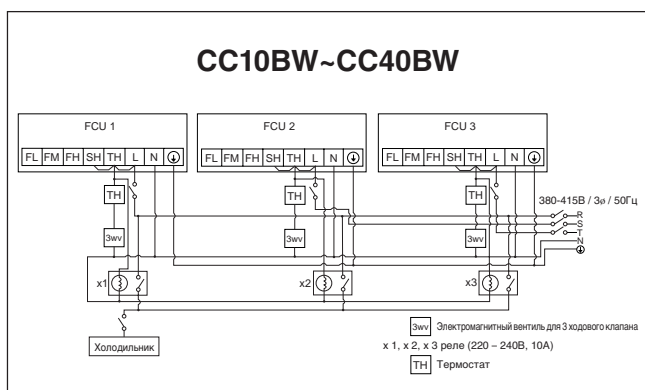 CC10BW~CC40BW
FCU 1 FCU 2 FCU 3
FL FM FH SH TH L N FL FM FH SH TH L N FL FM FH SH TH L N
380-415В / 3ø / 50Гц
TH TH TH
R
S
T
N
3wv 3wv 3wv
x1 x2 x3
3wv Электромагнитный вентиль для 3 ходового клапана
x 1, x 2, x 3 реле (220 – 240В, 10А)
Холодильник
TH Термостат